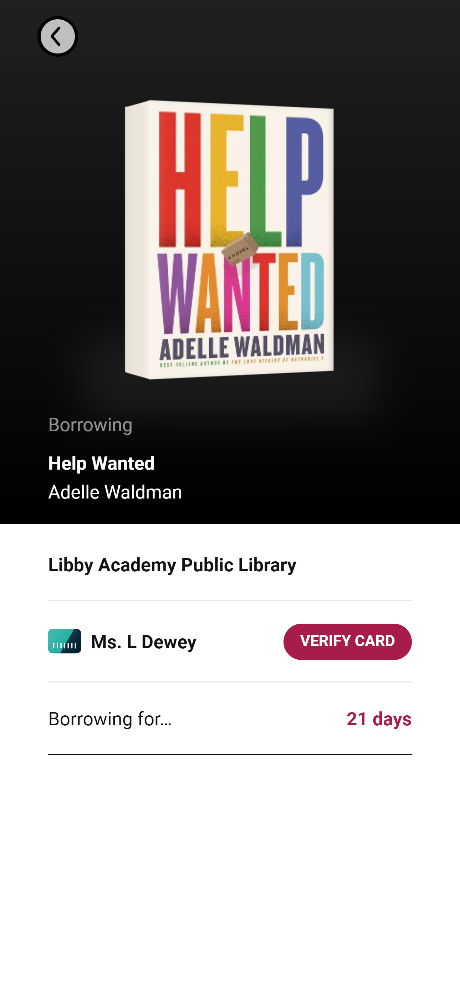 HELP
A NOVEL
WANTED
ADELLE WALDMAN
BEST-SELLING AUTHOR OF THE LOVE AFFAIRS OF NATHANIEL P.
Borrowing
Help Wanted
Adelle Waldman
Libby Academy Public Library
Ms. L Dewey
VERIFY CARD
Borrowing for...
21 days